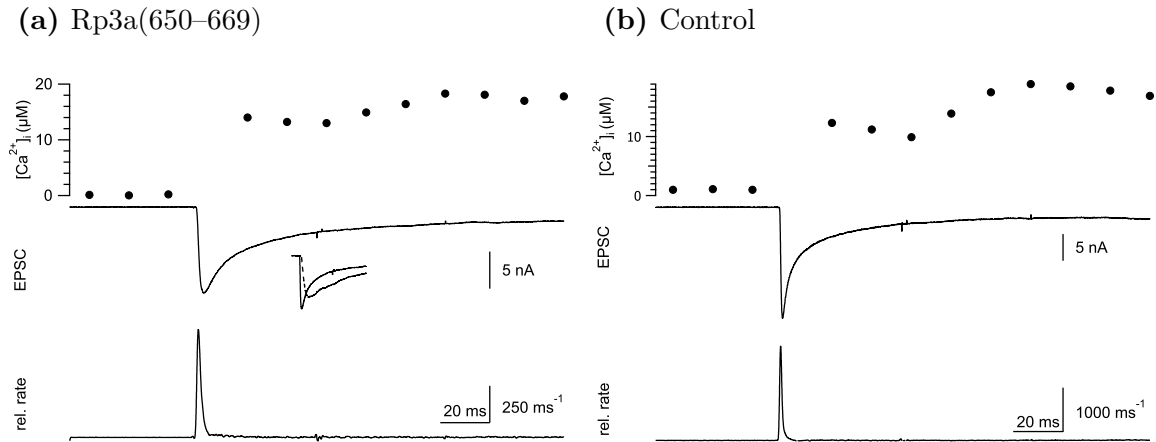 (a) Rp3a(650–669)
(b) Control
20
10
0
[Ca²⁺]ᵢ (μM)
EPSC
5 nA
rel. rate
20 ms
250 ms⁻¹
10
0
[Ca²⁺]ᵢ (μM)
EPSC
5 nA
rel. rate
20 ms
1000 ms⁻¹